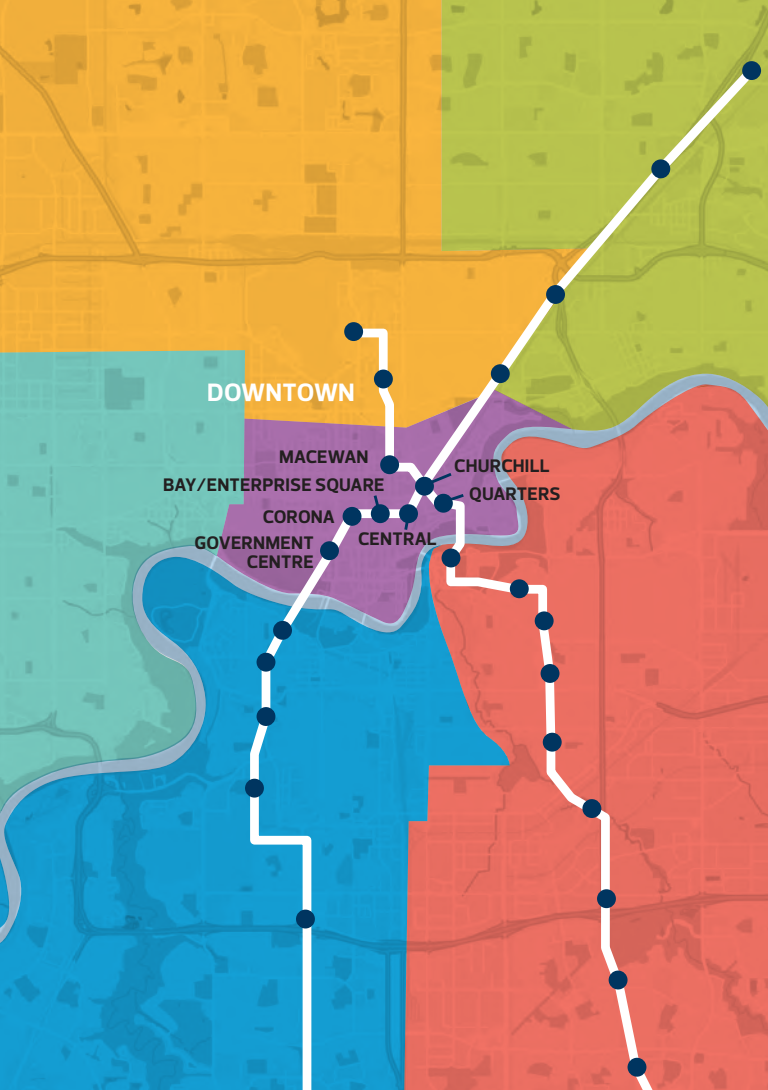 DOWNTOWN
MACEWAN
CHURCHILL
BAY/ENTERPRISE SQUARE
QUARTERS
CORONA
CENTRAL
GOVERNMENT
CENTRE